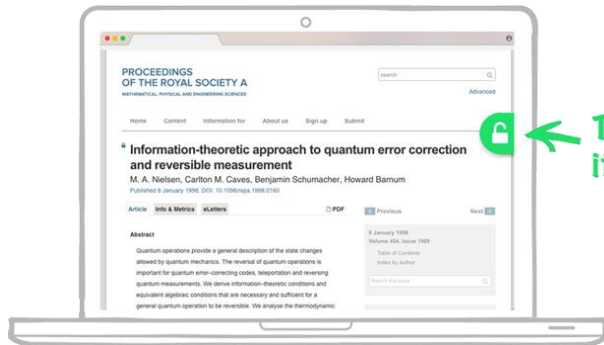 PROCEEDINGS
OF THE ROYAL SOCIETY A
MATHEMATICAL, PHYSICAL AND ENGINEERING SCIENCES
search
Advanced
Home Content Information for About us Sign up Submit
Information-theoretic approach to quantum error correction
and reversible measurement
M. A. Nielsen, Carlton M. Caves, Benjamin Schumacher, Howard Barnum
Published 8 January 1998. DOI: 10.1098/rspa.1998.0160
Article Info & Metrics eLetters PDF
Previous Next
Abstract
Quantum operations provide a general description of the state changes
allowed by quantum mechanics. The reversal of quantum operations is
important for quantum error-correcting codes, teleportation and reversing
quantum measurements. We derive information-theoretic conditions and
equivalent algebraic conditions that are necessary and sufficient for a
general quantum operation to be reversible. We analyse the thermodynamic
8 January 1998
Volume 454, issue 1969
Table of Contents
Index by author
Search this issue